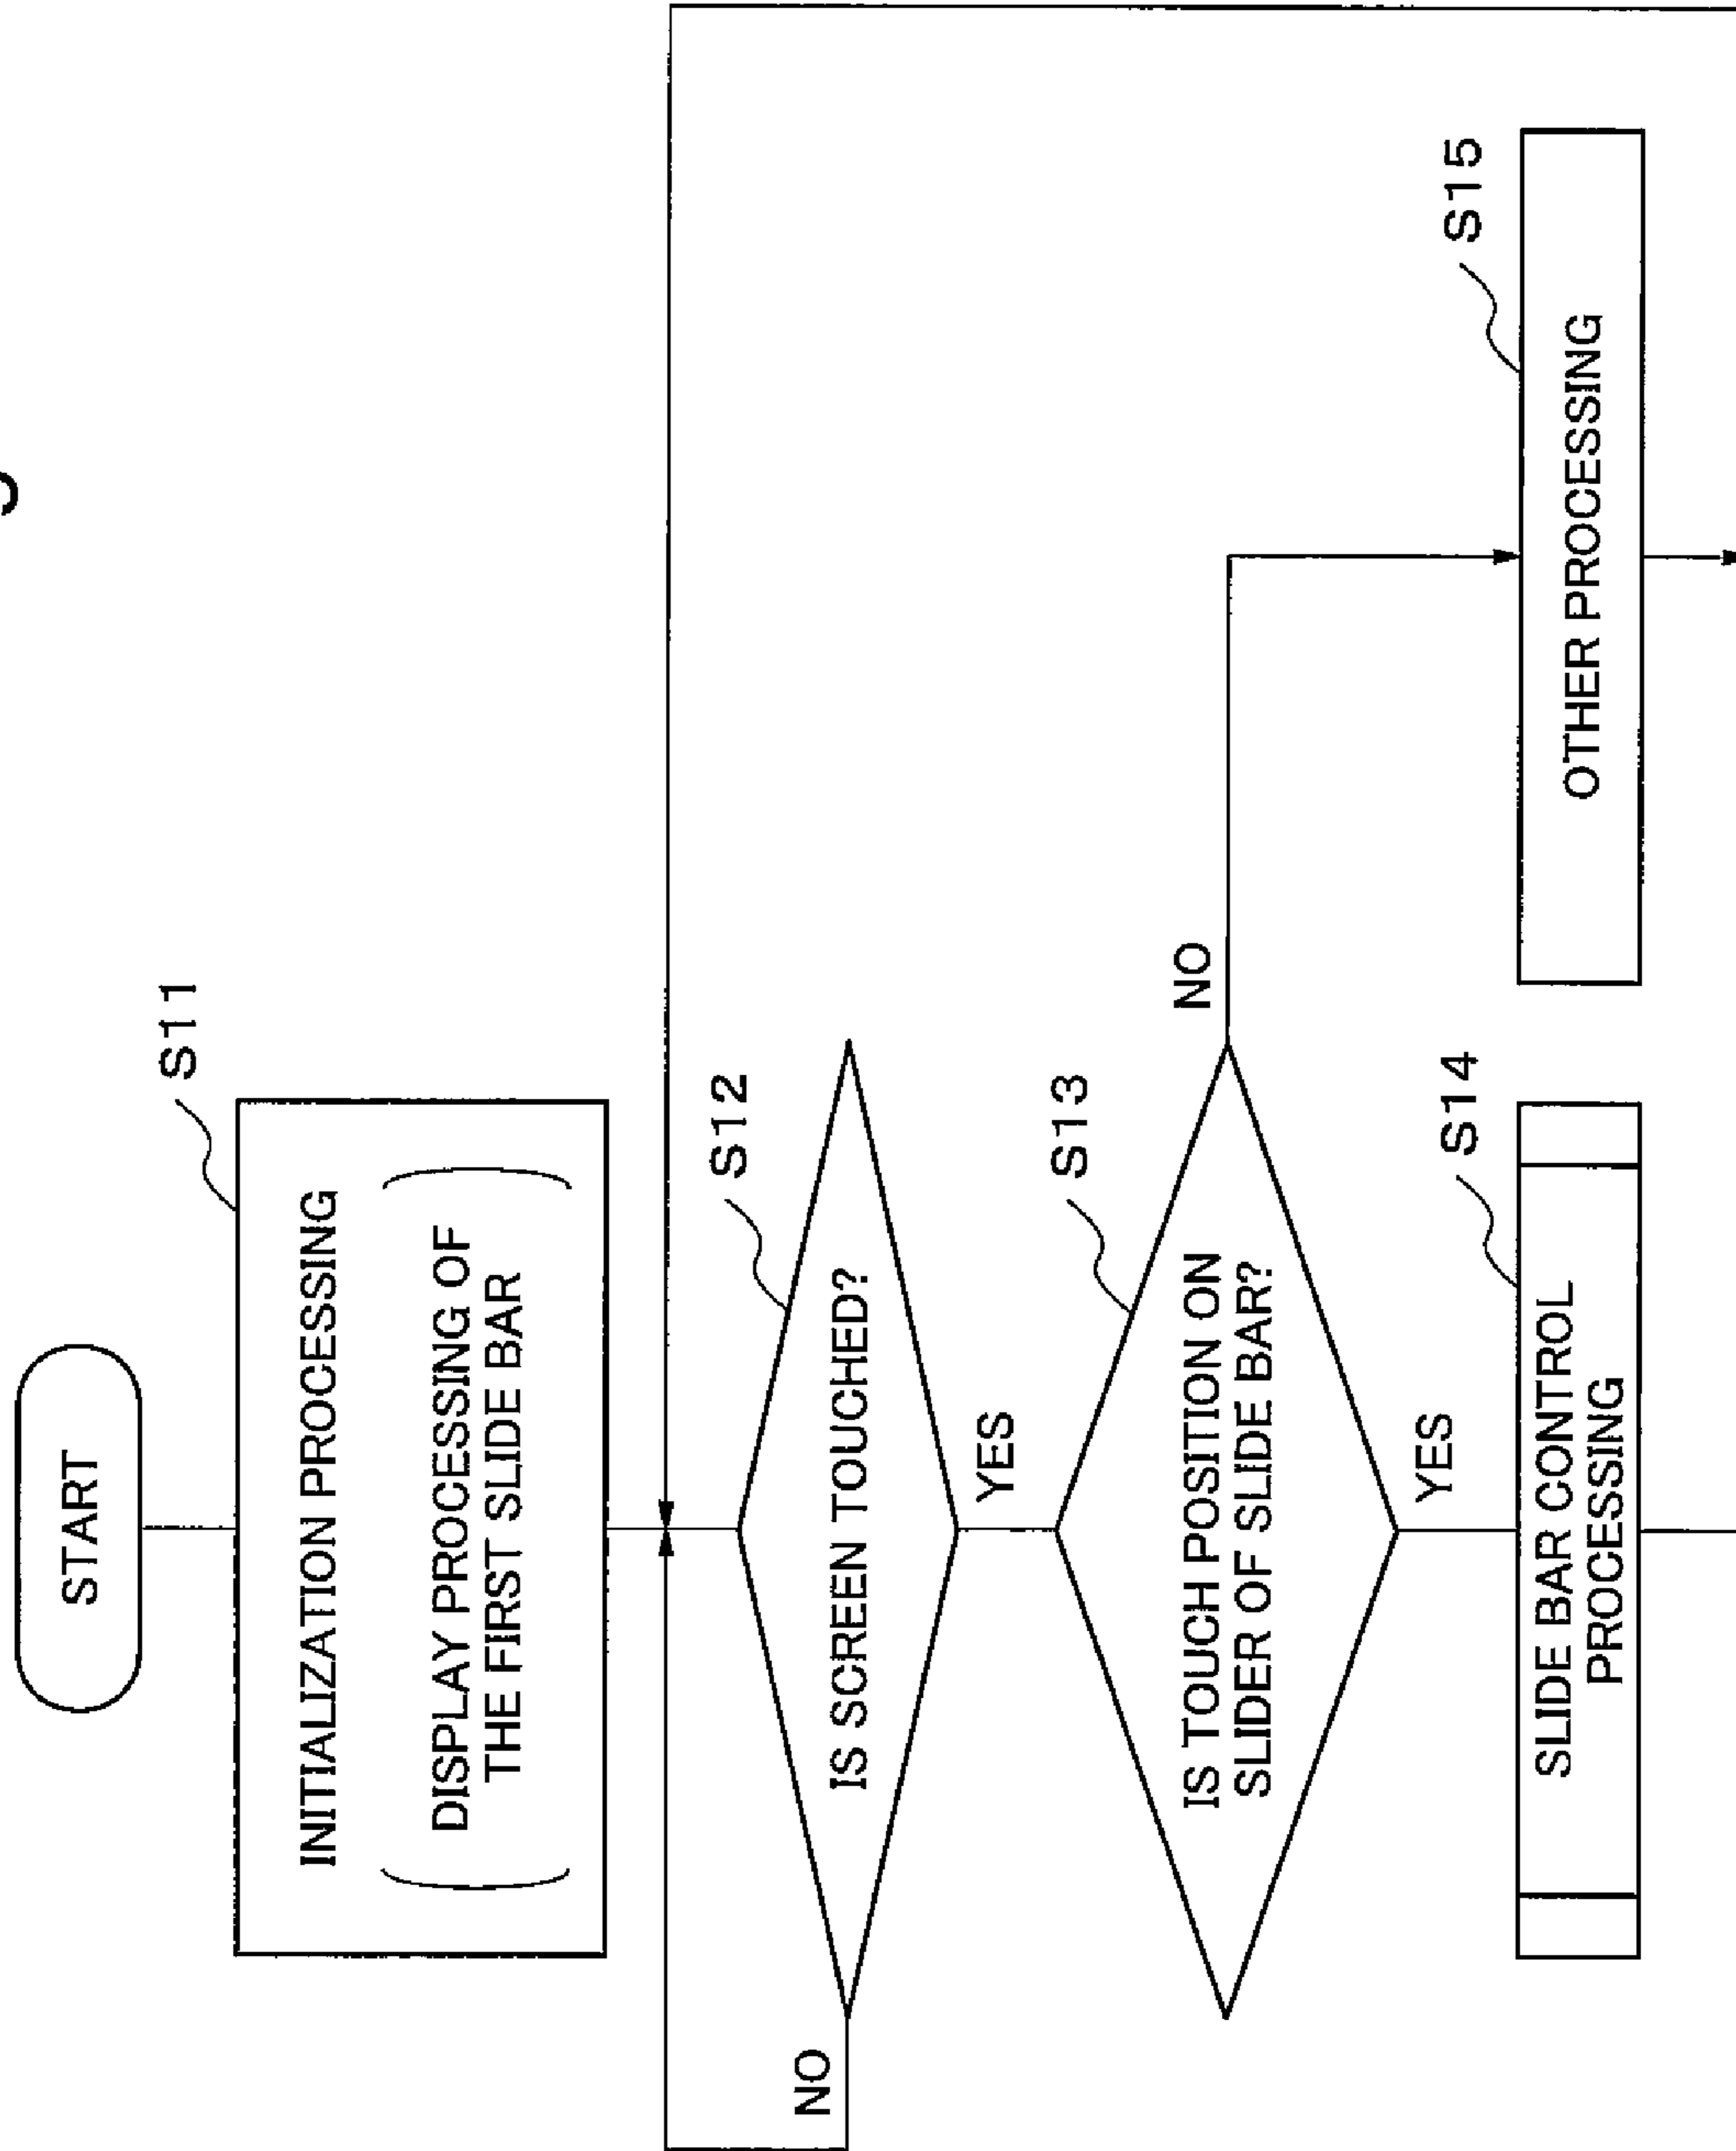 START
S11
INITIALIZATION PROCESSING
DISPLAY PROCESSING OF
THE FIRST SLIDE BAR
S12
IS SCREEN TOUCHED?
NO
YES
S13
IS TOUCH POSITION ON
SLIDER OF SLIDE BAR?
NO
YES
S14
SLIDE BAR CONTROL
PROCESSING
S15
OTHER PROCESSING